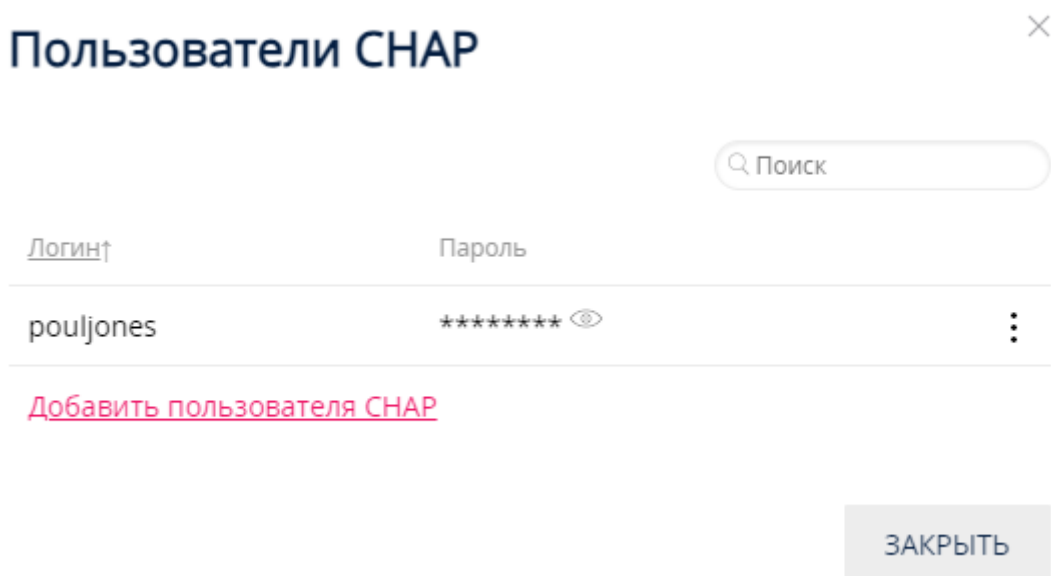 Пользователи CHAP
Поиск
Логин↑ Пароль
pouljones ********
Добавить пользователя CHAP
ЗАКРЫТЬ